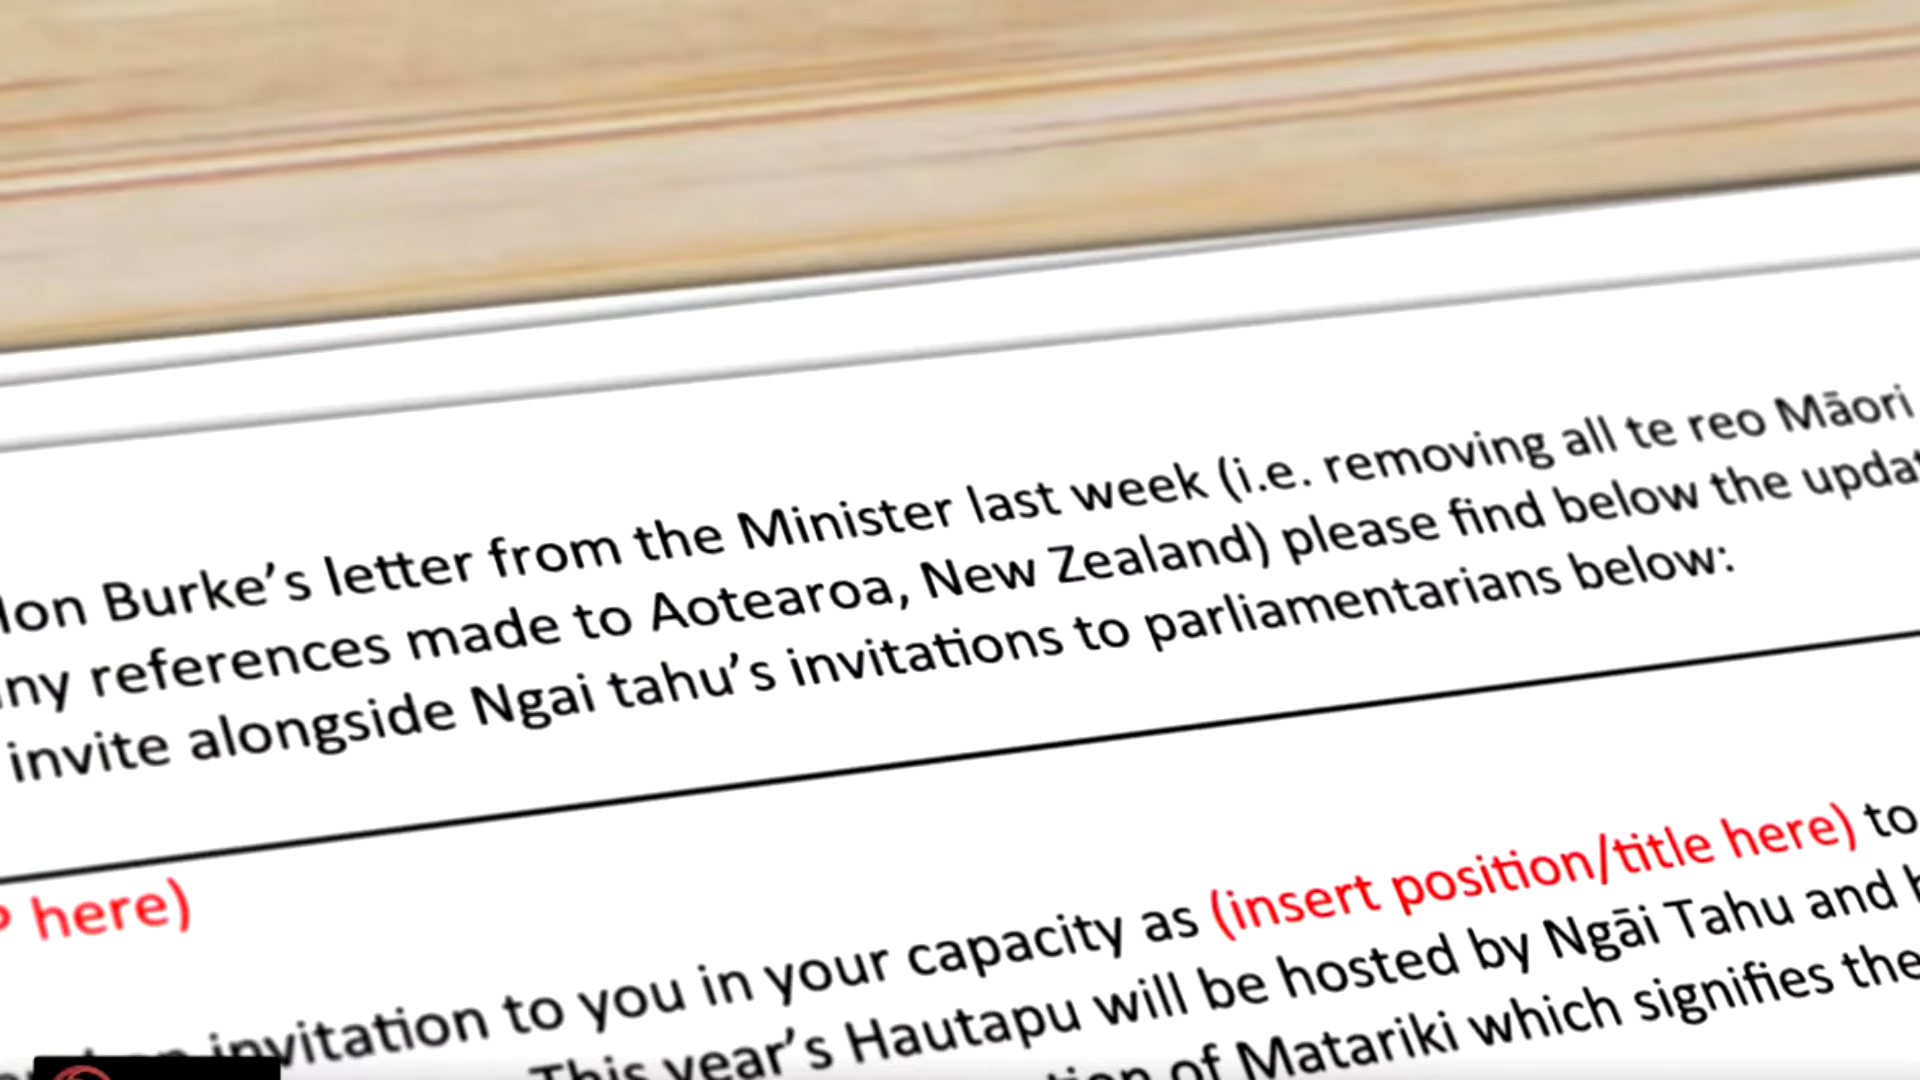 Burke's letter from the Minister last week (i.e. removing all te reo Māori
references made to Aotearoa, New Zealand) please find below the
invite alongside Ngai tahu's invitations to parliamentarians below:
here)
invitation to you in your capacity as (insert position/title here) to
This year's Hautapu will be hosted by Ngāi Tahu and
of Matariki which signifies the